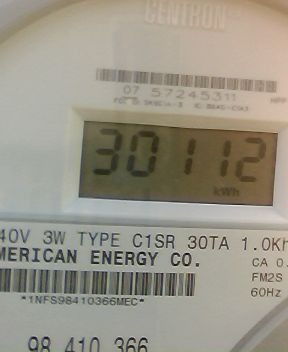 CENTRON
07 57245311
30112
kWh
40V 3W TYPE C1SR 30TA 1.0Kh
MERICAN ENERGY CO.
CA 0.
FM2S
*1NFS98410366MEC*
60Hz
98 410 366